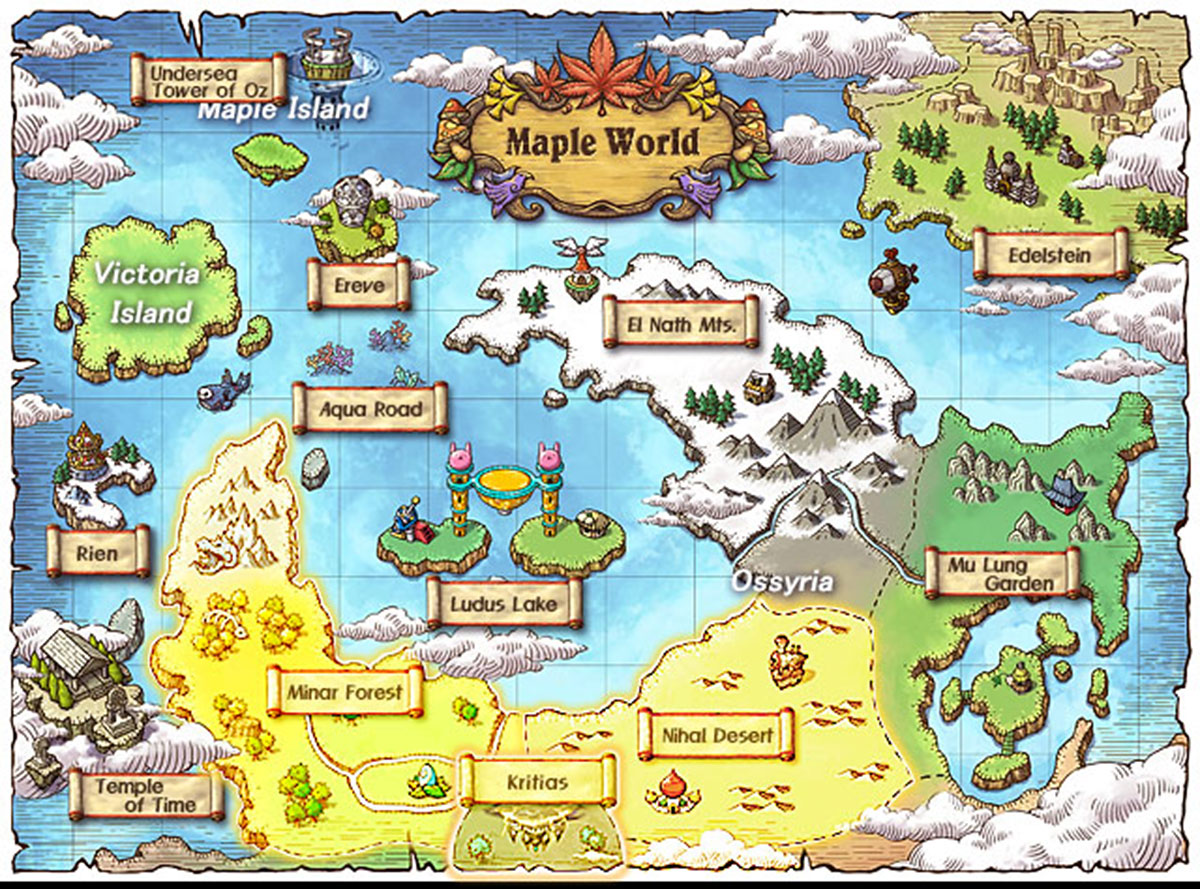 Undersea
Tower of Oz
Maple Island
Maple World
Victoria
Island
Ereve
Edelstein
El Nath Mts.
Aqua Road
Rien
Ludus Lake
Ossyria
Mu Lung
Garden
Minar Forest
Nihal Desert
Kritias
Temple
of Time